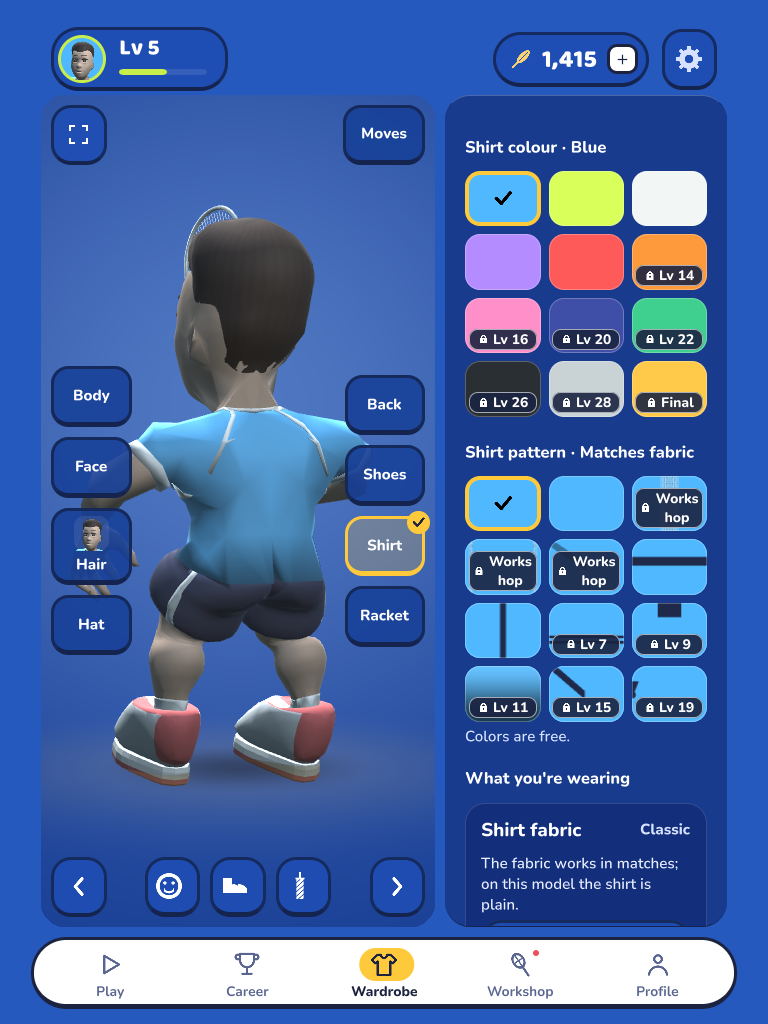 Lv 5
1,415
Moves
Body
Face
Hair
Hat
Back
Shoes
Shirt
Racket
Shirt colour · Blue
Lv 14
Lv 16
Lv 20
Lv 22
Lv 26
Lv 28
Final
Shirt pattern · Matches fabric
Works
hop
Works
hop
Works
hop
Lv 7
Lv 9
Lv 11
Lv 15
Lv 19
Colors are free.
What you're wearing
Shirt fabric
Classic
The fabric works in matches;
on this model the shirt is
plain.
Play
Career
Wardrobe
Workshop
Profile